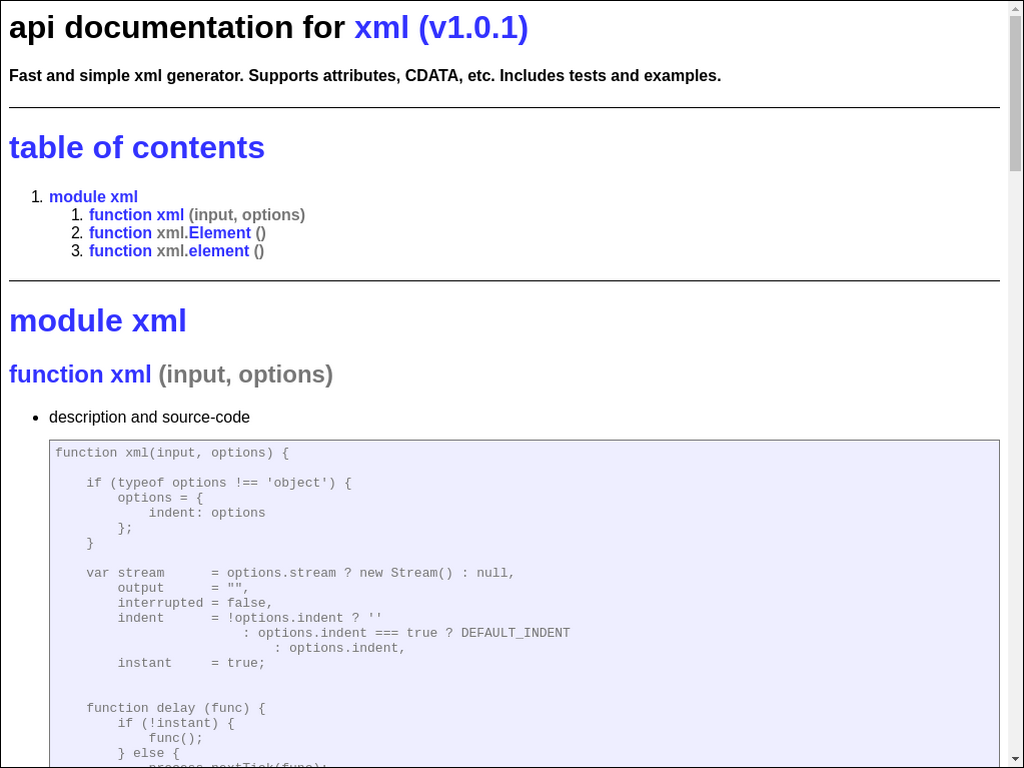 api documentation for xml (v1.0.1)
Fast and simple xml generator. Supports attributes, CDATA, etc. Includes tests and examples.
table of contents
1. module xml
1. function xml (input, options)
2. function xml.Element ()
3. function xml.element ()
module xml
function xml (input, options)
• description and source-code
function xml(input, options) {
    if (typeof options !== 'object') {
        options = {
            indent: options
        };
    }
    var stream      = options.stream ? new Stream() : null,
        output      = "",
        interrupted = false,
        indent      = !options.indent ? ''
                        : options.indent === true ? DEFAULT_INDENT
                            : options.indent,
        instant     = true;
    function delay (func) {
        if (!instant) {
            func();
        } else {
            process.nextTick(func);